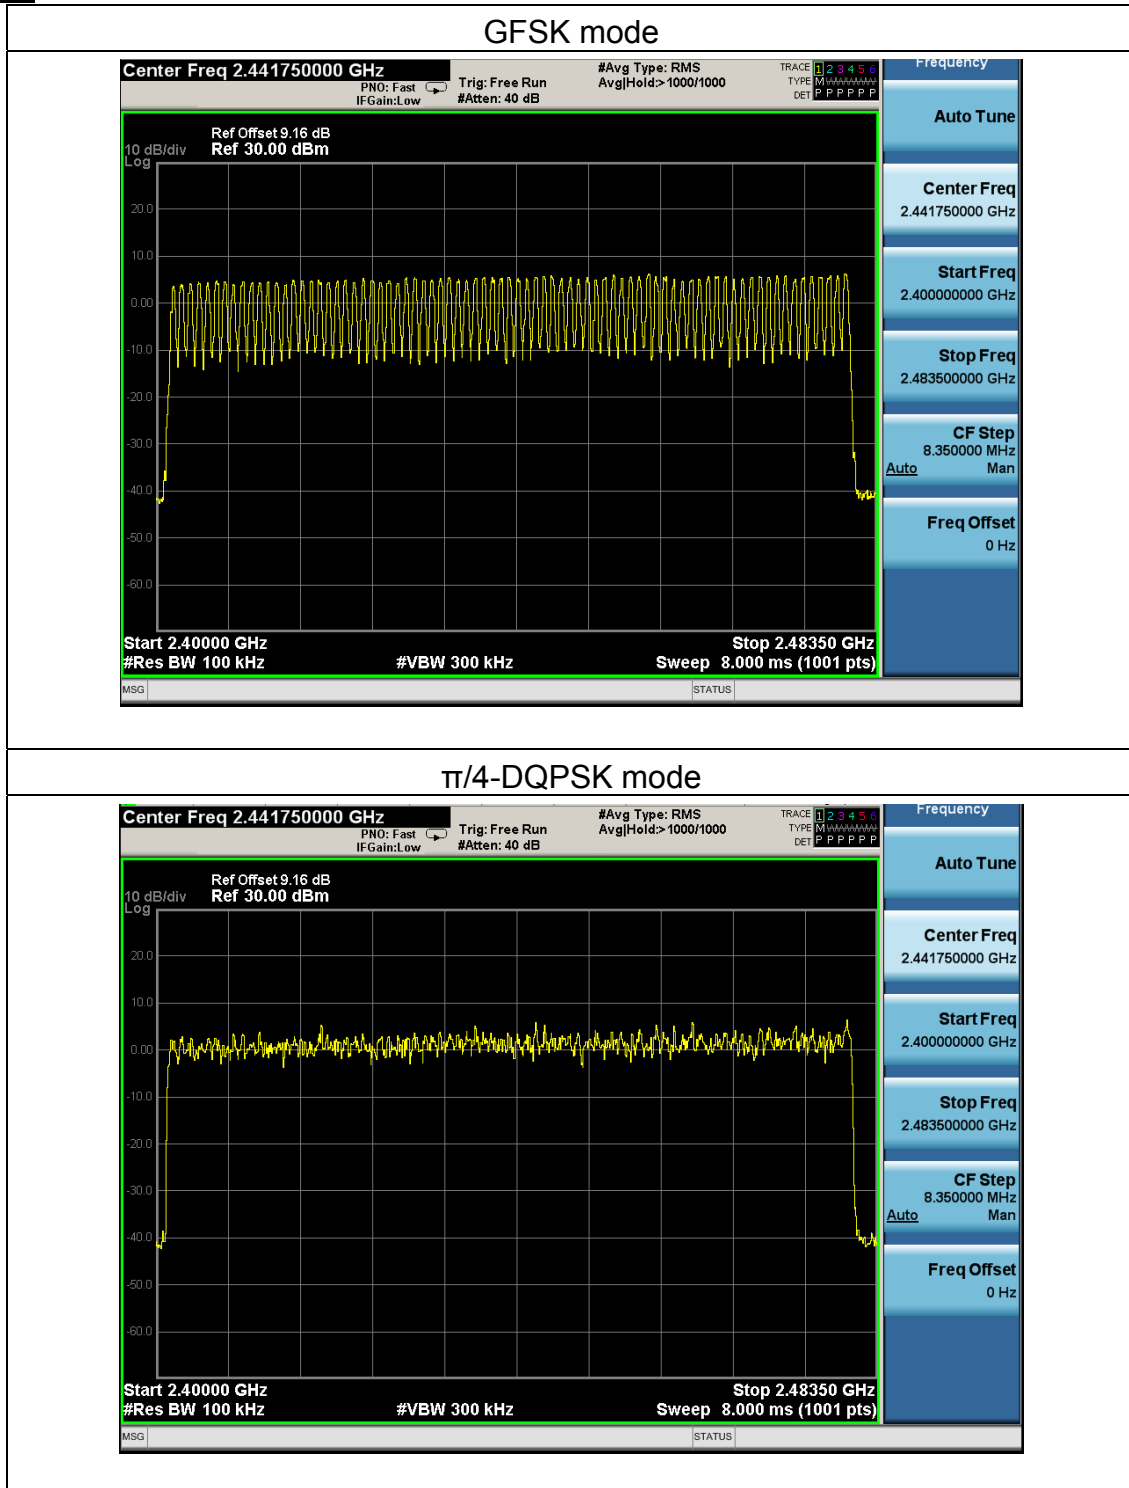 GFSK mode
Center Freq 2.441750000 GHz
PNO: Fast
IFGain:Low
Trig: Free Run
#Atten: 40 dB
#Avg Type: RMS
Avg|Hold:>1000/1000
TRACE 1 2 3 4 5 6
TYPE M
DET P P P P P P
Frequency
Ref Offset 9.16 dB
10 dB/div Ref 30.00 dBm
Log
20.0
10.0
0.00
-10.0
-20.0
-30.0
-40.0
-50.0
-60.0
Start 2.40000 GHz Stop 2.48350 GHz
#Res BW 100 kHz #VBW 300 kHz Sweep 8.000 ms (1001 pts)
MSG STATUS
Auto Tune
Center Freq
2.441750000 GHz
Start Freq
2.400000000 GHz
Stop Freq
2.483500000 GHz
CF Step
8.350000 MHz
Auto Man
Freq Offset
0 Hz
π/4-DQPSK mode
Center Freq 2.441750000 GHz
PNO: Fast
IFGain:Low
Trig: Free Run
#Atten: 40 dB
#Avg Type: RMS
Avg|Hold:>1000/1000
TRACE 1 2 3 4 5 6
TYPE M
DET P P P P P P
Frequency
Ref Offset 9.16 dB
10 dB/div Ref 30.00 dBm
Log
20.0
10.0
0.00
-10.0
-20.0
-30.0
-40.0
-50.0
-60.0
Start 2.40000 GHz Stop 2.48350 GHz
#Res BW 100 kHz #VBW 300 kHz Sweep 8.000 ms (1001 pts)
MSG STATUS
Auto Tune
Center Freq
2.441750000 GHz
Start Freq
2.400000000 GHz
Stop Freq
2.483500000 GHz
CF Step
8.350000 MHz
Auto Man
Freq Offset
0 Hz